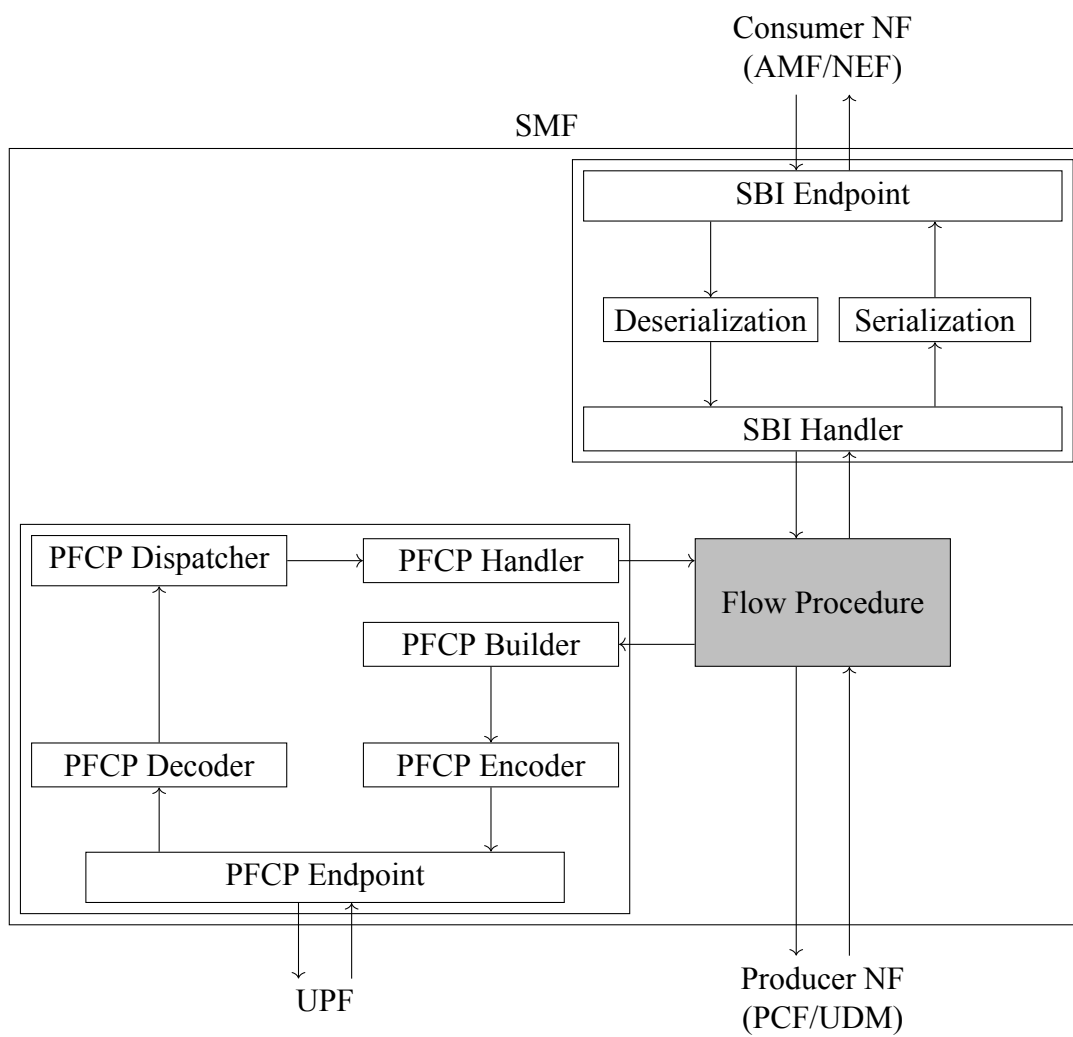 Consumer NF
(AMF/NEF)
SMF
SBI Endpoint
Deserialization
Serialization
SBI Handler
PFCP Dispatcher
PFCP Handler
Flow Procedure
PFCP Builder
PFCP Decoder
PFCP Encoder
PFCP Endpoint
UPF
Producer NF
(PCF/UDM)